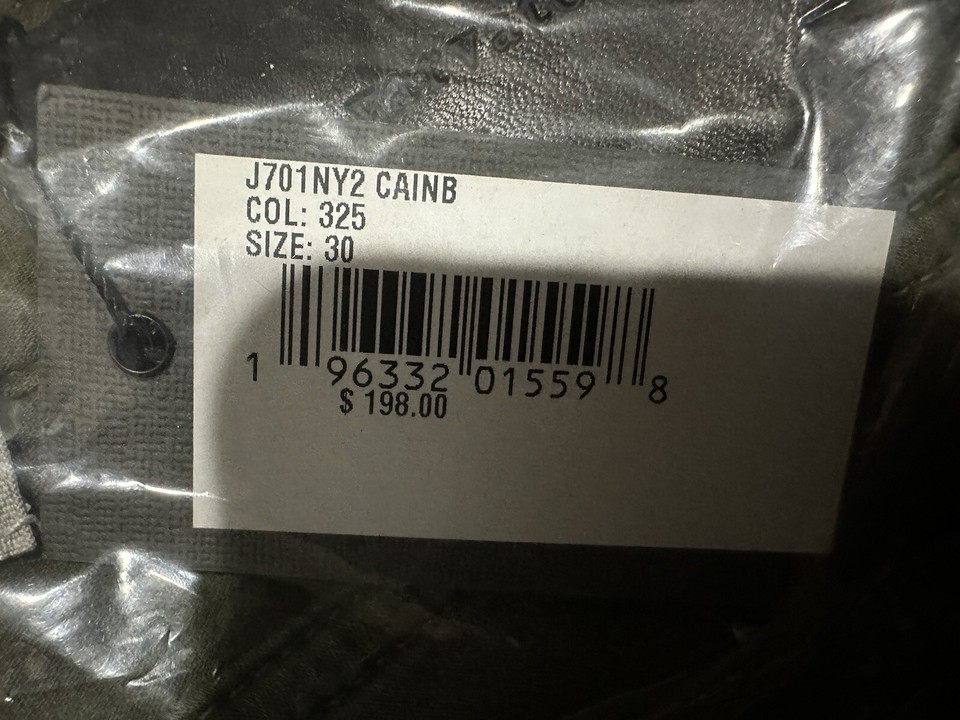 J701NY2 CAINB
COL: 325
SIZE: 30
1 96332 01559 8
$ 198.00